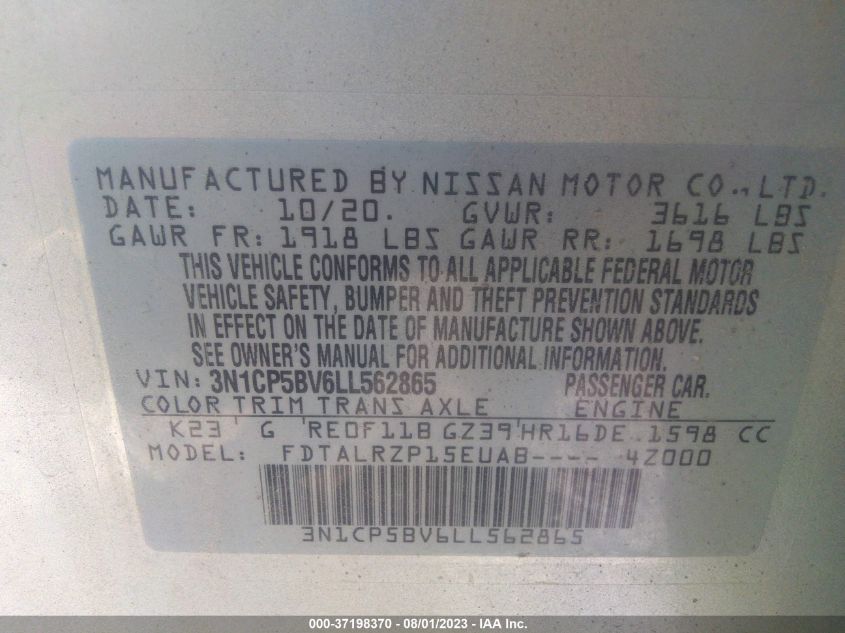 MANUFACTURED BY NISSAN MOTOR CO., LTD.
DATE: 10/20. GVWR: 3616 LBS
GAWR FR: 1918 LBS GAWR RR: 1698 LBS
THIS VEHICLE CONFORMS TO ALL APPLICABLE FEDERAL MOTOR
VEHICLE SAFETY, BUMPER AND THEFT PREVENTION STANDARDS
IN EFFECT ON THE DATE OF MANUFACTURE SHOWN ABOVE.
SEE OWNER'S MANUAL FOR ADDITIONAL INFORMATION.
VIN: 3N1CP5BV6LL562865 PASSENGER CAR.
COLOR TRIM TRANS AXLE ENGINE
K23 ' G ' RE0F11B GZ39 ' HR16DE 1598 CC
MODEL: FDTALRZP15EUAB---- 4Z000
3N1CP5BV6LL562865
000-37198370 - 08/01/2023 - IAA Inc.